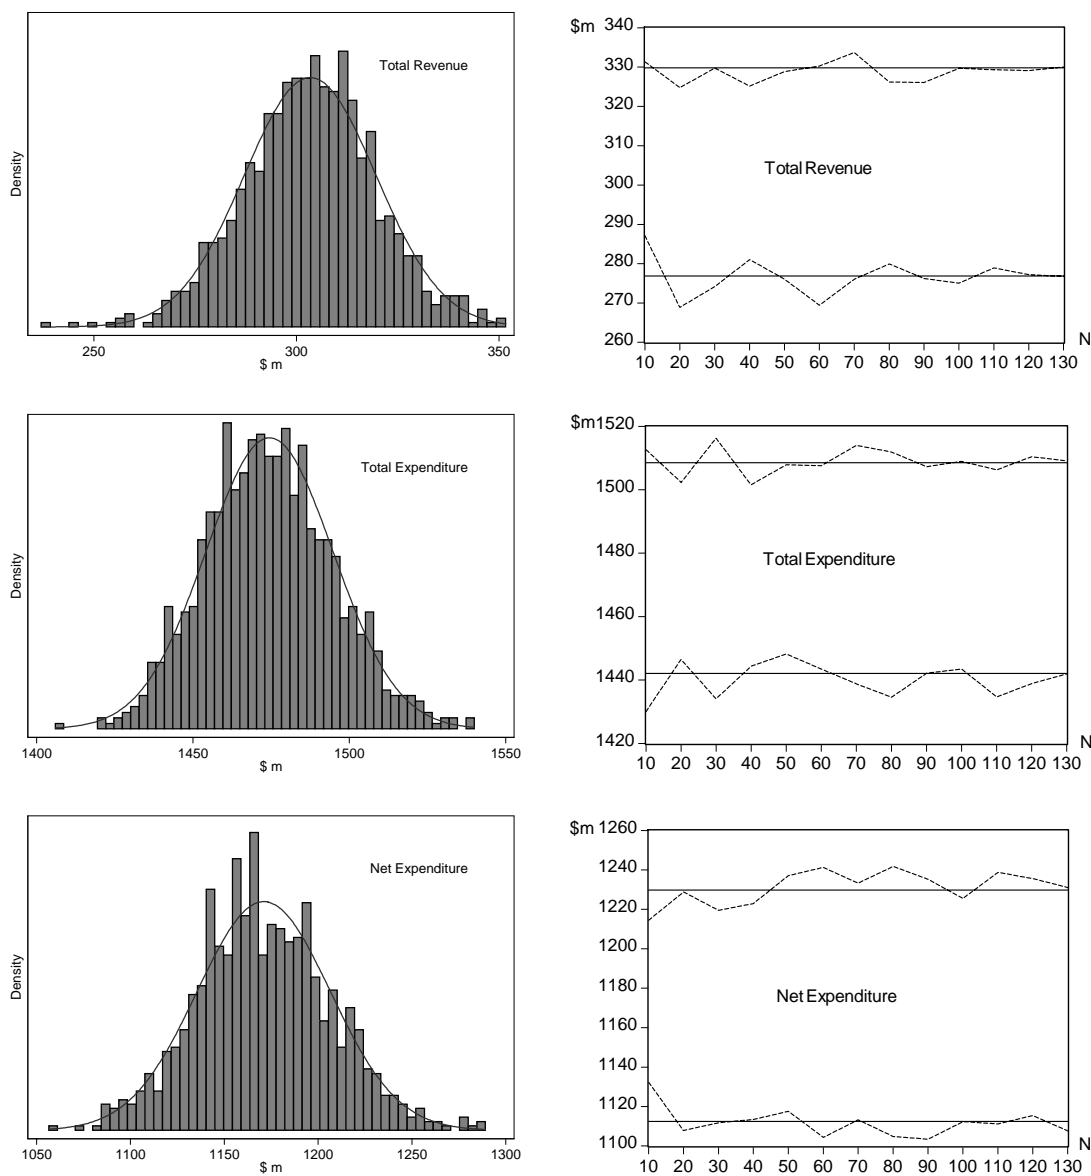 Total Revenue
Density
250 300 350
$ m
$m 340
330
320
310
300
290
280
270
260
Total Revenue
10 20 30 40 50 60 70 80 90 100 110 120 130
N
Total Expenditure
Density
1400 1450 1500 1550
$ m
$m1520
1500
1480
1460
1440
1420
Total Expenditure
10 20 30 40 50 60 70 80 90 100 110 120 130
N
Net Expenditure
Density
1050 1100 1150 1200 1250 1300
$ m
$m 1260
1240
1220
1200
1180
1160
1140
1120
1100
Net Expenditure
10 20 30 40 50 60 70 80 90 100 110 120 130
N